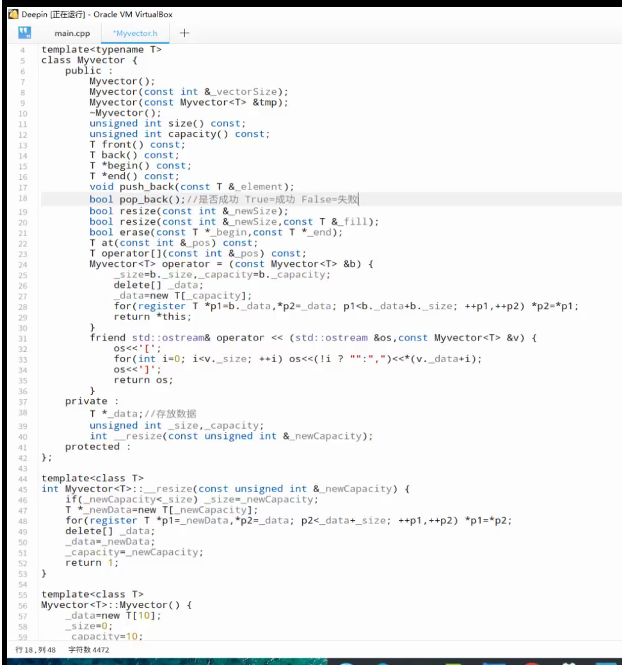 Deepin [正在运行] - Oracle VM VirtualBox
main.cpp *Myvector.h +
4 template<typename T>
5 class Myvector {
6 public :
7 Myvector();
8 Myvector(const int &_vectorSize);
9 Myvector(const Myvector<T> &tmp);
10 ~Myvector();
11 unsigned int size() const;
12 unsigned int capacity() const;
13 T front() const;
14 T back() const;
15 T *begin() const;
16 T *end() const;
17 void push_back(const T &_element);
18 bool pop_back();//是否成功 True=成功 False=失败
19 bool resize(const int &_newSize);
20 bool resize(const int &_newSize,const T &_fill);
21 bool erase(const T *_begin,const T *_end);
22 T at(const int &_pos) const;
23 T operator[](const int &_pos) const;
24 Myvector<T> operator = (const Myvector<T> &b) {
25 _size=b._size,_capacity=b._capacity;
26 delete[] _data;
27 _data=new T[_capacity];
28 for(register T *p1=b._data,*p2=_data; p1<b._data+b._size; ++p1,++p2) *p2=*p1;
29 return *this;
30 }
31 friend std::ostream& operator << (std::ostream &os,const Myvector<T> &v) {
32 os<<'[';
33 for(int i=0; i<v._size; ++i) os<<(!i ? "":",")<<*(v._data+i);
34 os<<']';
35 return os;
36 }
37 private :
38 T *_data;//存放数据
39 unsigned int _size,_capacity;
40 int __resize(const unsigned int &_newCapacity);
41 protected :
42 };
43
44 template<class T>
45 int Myvector<T>::__resize(const unsigned int &_newCapacity) {
46 if(_newCapacity<_size) _size=_newCapacity;
47 T *_newData=new T[_newCapacity];
48 for(register T *p1=_newData,*p2=_data; p2<_data+_size; ++p1,++p2) *p1=*p2;
49 delete[] _data;
50 _data=_newData;
51 _capacity=_newCapacity;
52 return 1;
53 }
54
55 template<class T>
56 Myvector<T>::Myvector() {
57 _data=new T[10];
58 _size=0;
59 _capacity=10;
行 18 , 列 48 字符数 4472